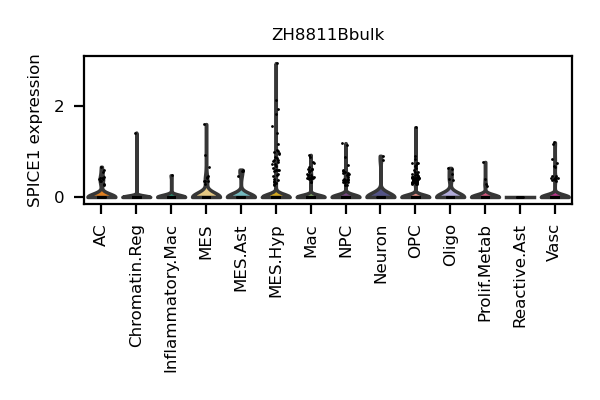 ZH8811Bbulk
SPICE1 expression
2
0
AC
Chromatin.Reg
Inflammatory.Mac
MES
MES.Ast
MES.Hyp
Mac
NPC
Neuron
OPC
Oligo
Prolif.Metab
Reactive.Ast
Vasc